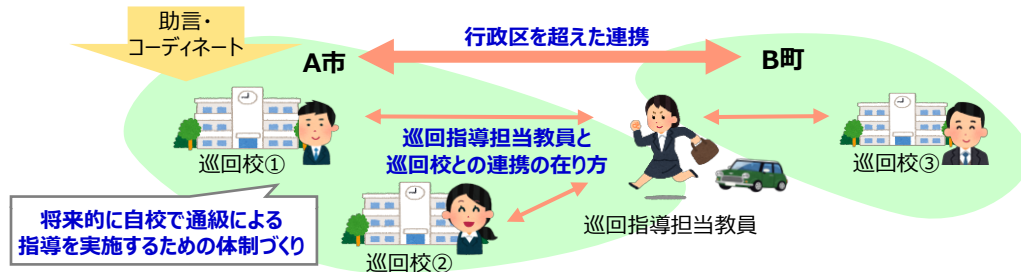 助言・
コーディネート
行政区を超えた連携
A市
B町
巡回校①
巡回指導担当教員と
巡回校との連携の在り方
巡回校③
将来的に自校で通級による
指導を実施するための体制づくり
巡回校②
巡回指導担当教員